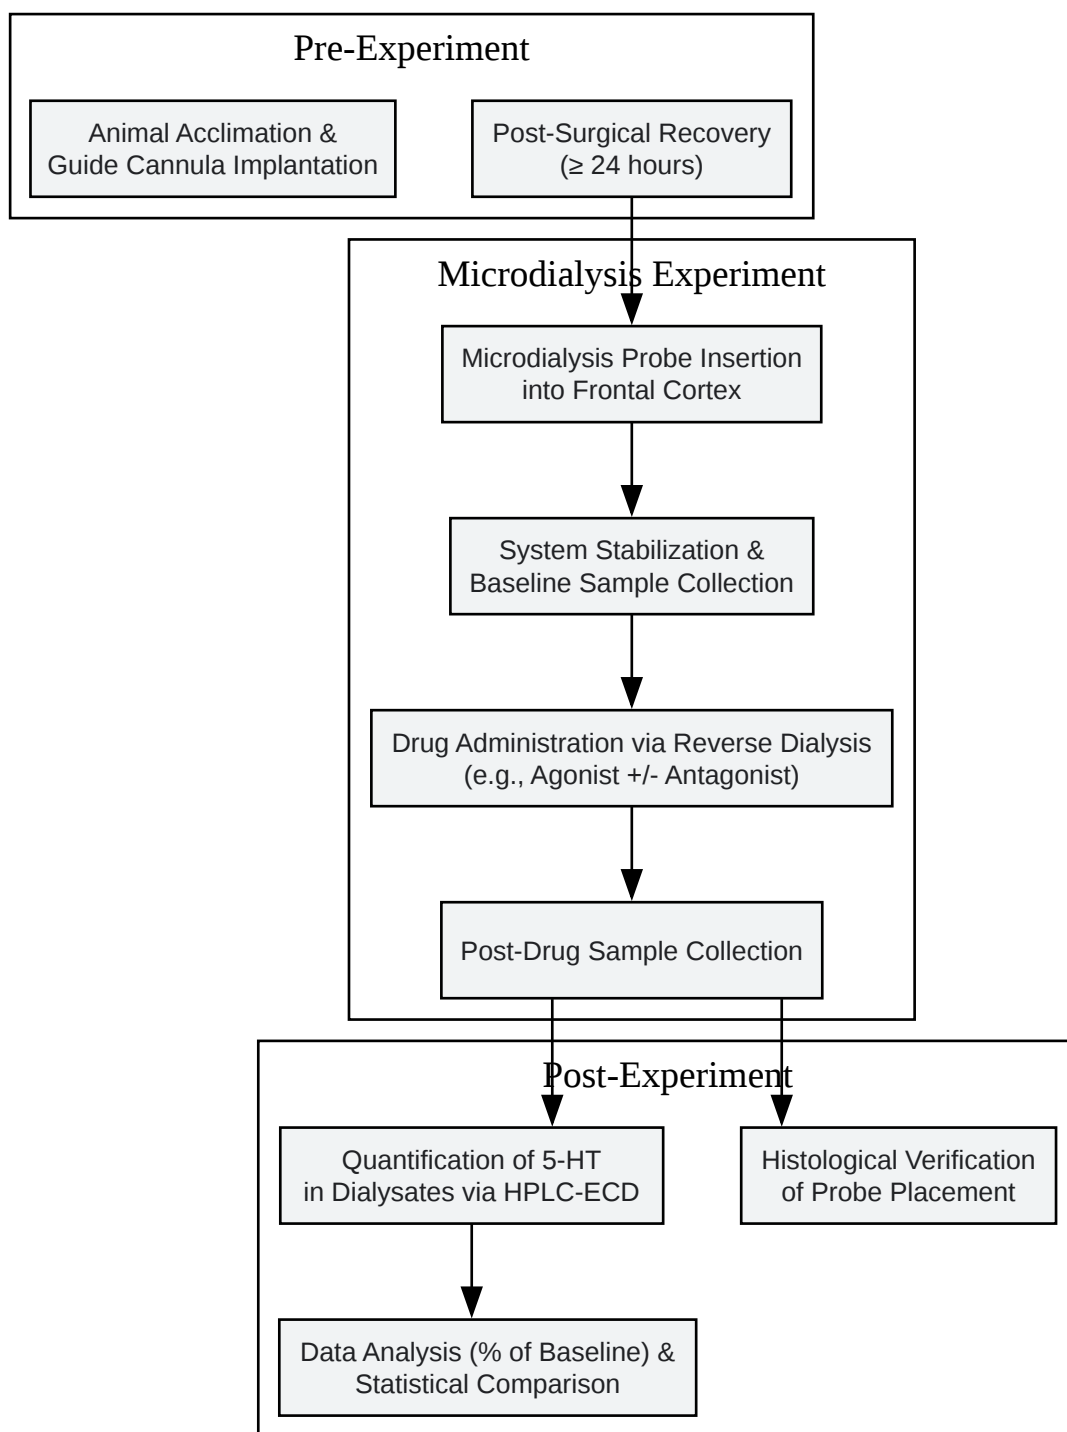 Pre-Experiment
Animal Acclimation &
Guide Cannula Implantation
Post-Surgical Recovery
(≥ 24 hours)
Microdialysis Experiment
Microdialysis Probe Insertion
into Frontal Cortex
System Stabilization &
Baseline Sample Collection
Drug Administration via Reverse Dialysis
(e.g., Agonist +/- Antagonist)
Post-Drug Sample Collection
Post-Experiment
Quantification of 5-HT
in Dialysates via HPLC-ECD
Histological Verification
of Probe Placement
Data Analysis (% of Baseline) &
Statistical Comparison